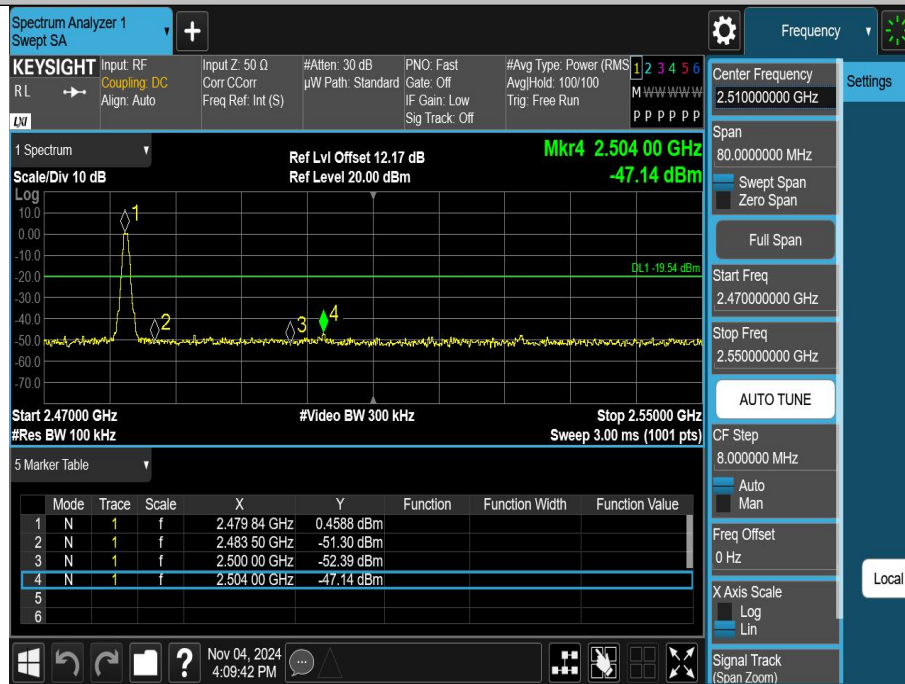 Spectrum Analyzer 1
Swept SA
+
Frequency
KEYSIGHT
RL
LXI
Input: RF
Coupling: DC
Align: Auto
Input Z: 50 Ω
Corr CCorr
Freq Ref: Int (S)
#Atten: 30 dB
µW Path: Standard
PNO: Fast
Gate: Off
IF Gain: Low
Sig Track: Off
#Avg Type: Power (RMS
Avg|Hold: 100/100
Trig: Free Run
1 2 3 4 5 6
M W W W W W
P P P P P P
1 Spectrum
Scale/Div 10 dB
Ref Lvl Offset 12.17 dB
Ref Level 20.00 dBm
Mkr4 2.504 00 GHz
-47.14 dBm
Log
10.0
0.00
-10.0
-20.0
-30.0
-40.0
-50.0
-60.0
-70.0
1
2
3
4
DL1 -19.54 dBm
Start 2.47000 GHz
#Video BW 300 kHz
Stop 2.55000 GHz
#Res BW 100 kHz
Sweep 3.00 ms (1001 pts)
5 Marker Table
Mode Trace Scale X Y Function Function Width Function Value
1 N 1 f 2.479 84 GHz 0.4588 dBm
2 N 1 f 2.483 50 GHz -51.30 dBm
3 N 1 f 2.500 00 GHz -52.39 dBm
4 N 1 f 2.504 00 GHz -47.14 dBm
5
6
?
Nov 04, 2024
4:09:42 PM
Center Frequency
2.510000000 GHz
Span
80.0000000 MHz
Swept Span
Zero Span
Full Span
Start Freq
2.470000000 GHz
Stop Freq
2.550000000 GHz
AUTO TUNE
CF Step
8.000000 MHz
Auto
Man
Freq Offset
0 Hz
X Axis Scale
Log
Lin
Signal Track
(Span Zoom)
Settings
Local